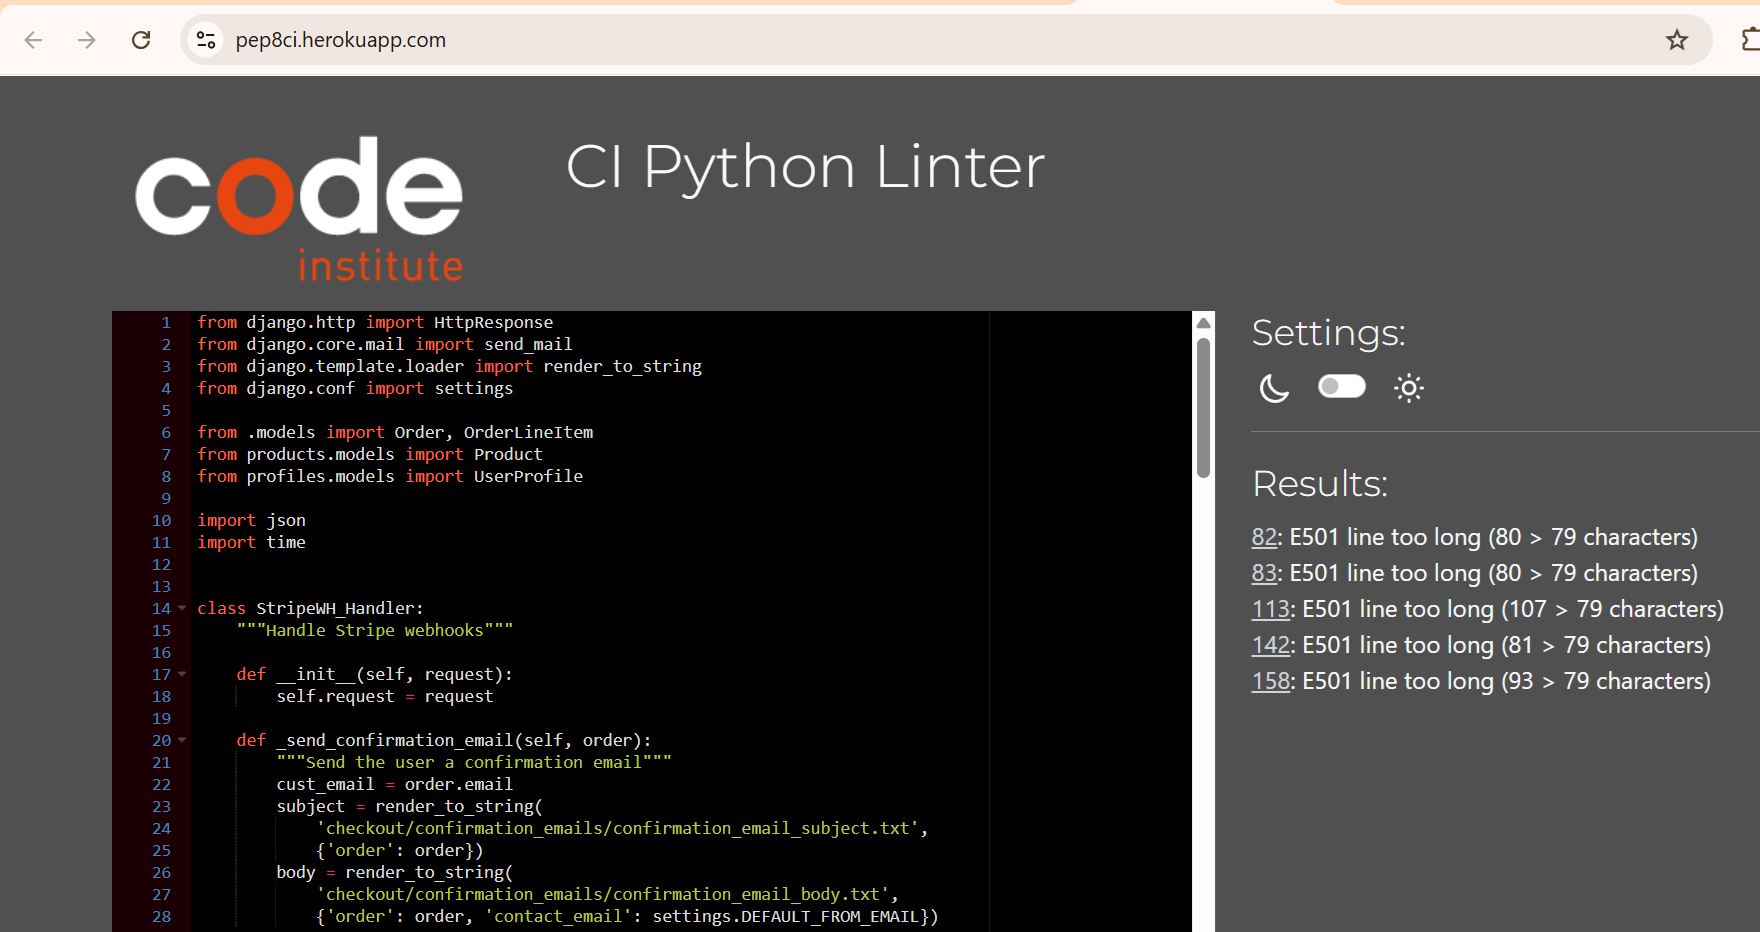 pep8ci.herokuapp.com
code
institute
CI Python Linter
1 from django.http import HttpResponse
2 from django.core.mail import send_mail
3 from django.template.loader import render_to_string
4 from django.conf import settings
5
6 from .models import Order, OrderLineItem
7 from products.models import Product
8 from profiles.models import UserProfile
9
10 import json
11 import time
12
13
14 class StripeWH_Handler:
15     """Handle Stripe webhooks"""
16
17     def __init__(self, request):
18         self.request = request
19
20     def _send_confirmation_email(self, order):
21         """Send the user a confirmation email"""
22         cust_email = order.email
23         subject = render_to_string(
24             'checkout/confirmation_emails/confirmation_email_subject.txt',
25             {'order': order})
26         body = render_to_string(
27             'checkout/confirmation_emails/confirmation_email_body.txt',
28             {'order': order, 'contact_email': settings.DEFAULT_FROM_EMAIL})
Settings:
Results:
82: E501 line too long (80 > 79 characters)
83: E501 line too long (80 > 79 characters)
113: E501 line too long (107 > 79 characters)
142: E501 line too long (81 > 79 characters)
158: E501 line too long (93 > 79 characters)